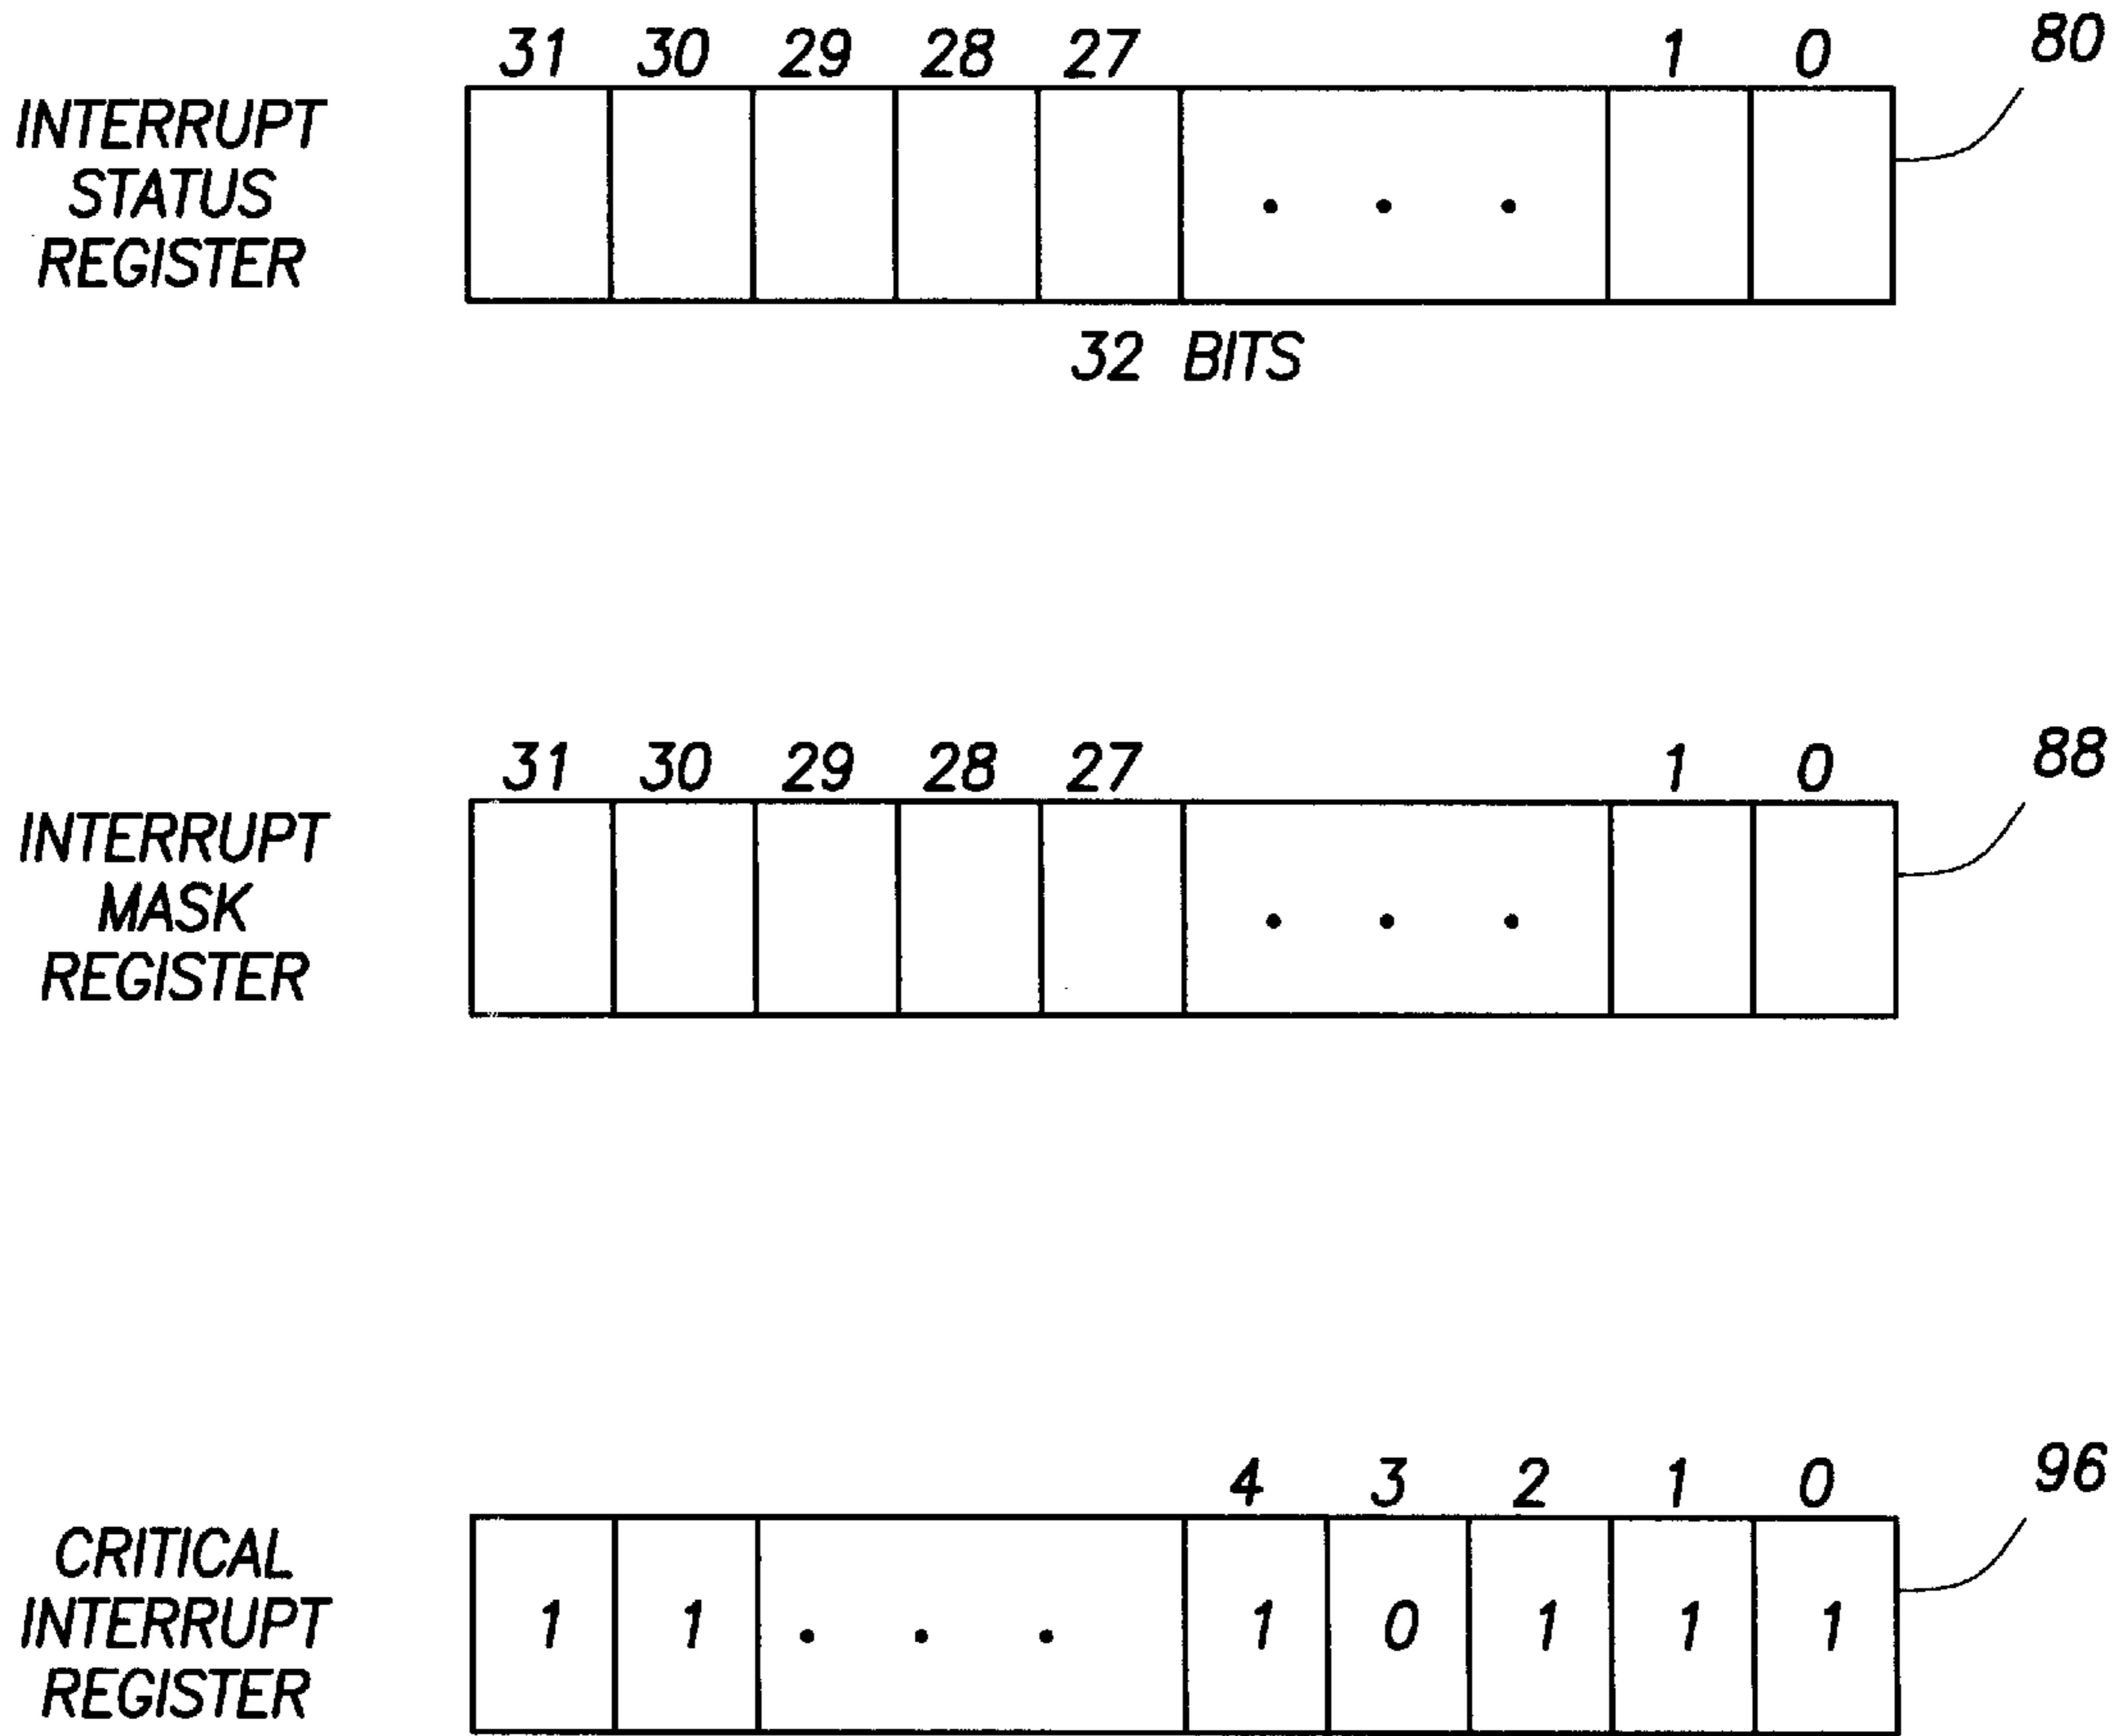 31 30 29 28 27 1 0 80
INTERRUPT
STATUS
REGISTER
. . .
32 BITS
31 30 29 28 27 1 0 88
INTERRUPT
MASK
REGISTER
. . .
4 3 2 1 0 96
CRITICAL
INTERRUPT
REGISTER
1 1 . . . 1 0 1 1 1